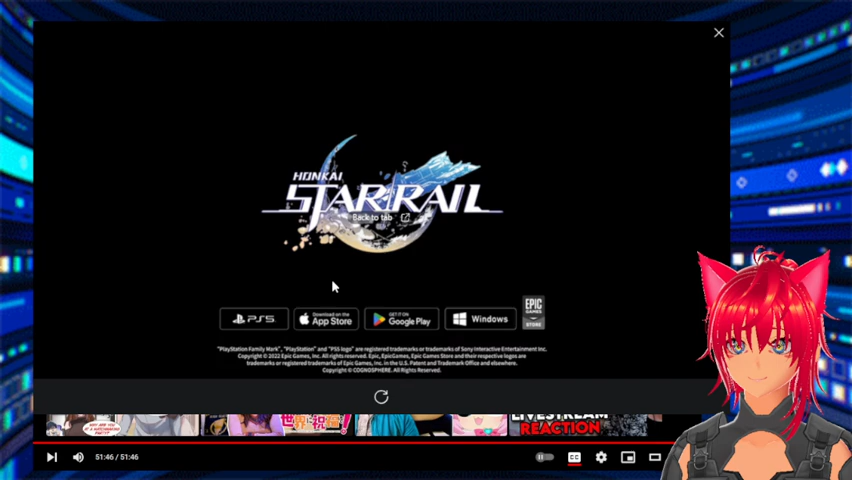 HONKAI
STAR RAIL
Back to tab
PS5
Download on the
App Store
GET IT ON
Google Play
Windows
EPIC
GAMES
STORE
"PlayStation Family Mark", "PlayStation" and "PS5 logo" are registered trademarks or trademarks of Sony Interactive Entertainment Inc.
Copyright © 2022 Epic Games, Inc. All rights reserved. Epic, EpicGames, Epic Games Store and their respective logos are
trademarks or registered trademarks of Epic Games, Inc. in the U.S. Patent and Trademark Office and elsewhere.
Copyright © COGNOSPHERE. All Rights Reserved.
世界 祝福!
LIVESTREAM
REACTION
51:46 / 51:46
CC